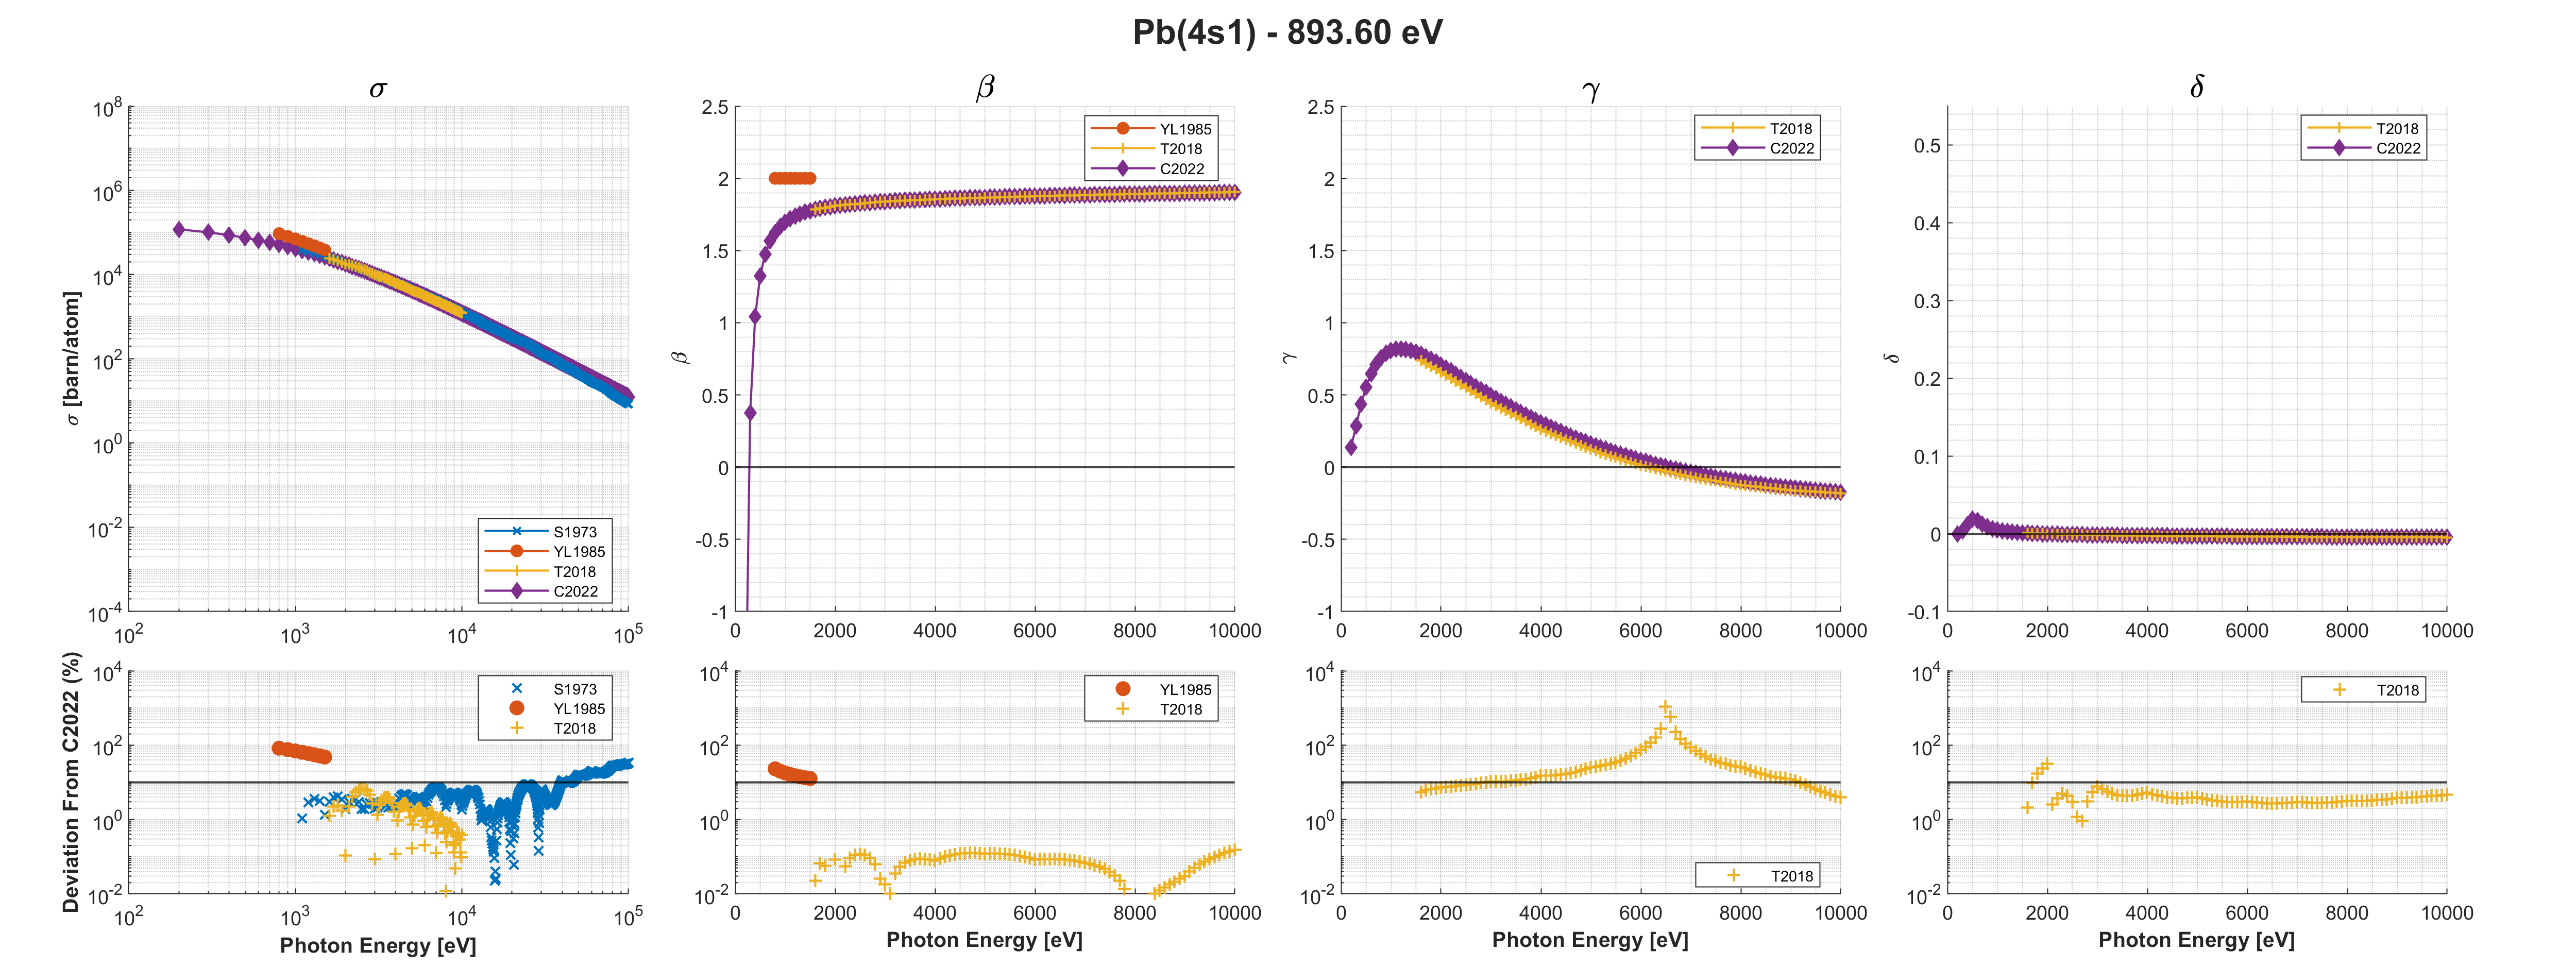 Pb(4s1) - 893.60 eV
σ
10^8
10^6
10^4
10^2
10^0
10^-2
10^-4
10^2
10^3
10^4
10^5
σ [barn/atom]
S1973
YL1985
T2018
C2022
β
2.5
2
1.5
1
0.5
0
-0.5
-1
0
2000
4000
6000
8000
10000
β
YL1985
T2018
C2022
γ
2.5
2
1.5
1
0.5
0
-0.5
-1
0
2000
4000
6000
8000
10000
γ
T2018
C2022
δ
0.5
0.4
0.3
0.2
0.1
0
-0.1
0
2000
4000
6000
8000
10000
δ
T2018
C2022
10^4
10^2
10^0
10^-2
10^2
10^3
10^4
10^5
Deviation From C2022 (%)
Photon Energy [eV]
S1973
YL1985
T2018
10^4
10^2
10^0
10^-2
0
2000
4000
6000
8000
10000
Photon Energy [eV]
YL1985
T2018
10^4
10^2
10^0
10^-2
0
2000
4000
6000
8000
10000
Photon Energy [eV]
T2018
10^4
10^2
10^0
10^-2
0
2000
4000
6000
8000
10000
Photon Energy [eV]
T2018